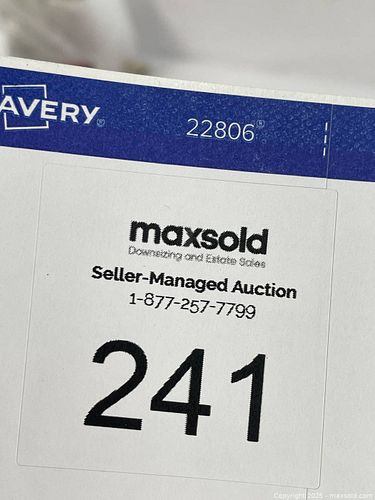 AVERY
22806
maxsold
Downsizing and Estate Sales
Seller-Managed Auction
1-877-257-7799
241
Copyright 2025 - maxsold.com